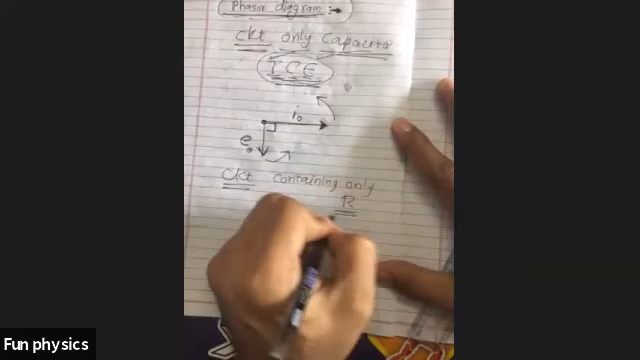 Phasor diagram :→
ckt only Capacitor
ICE
i₀
e₀
Ckt containing only
R
Fun physics